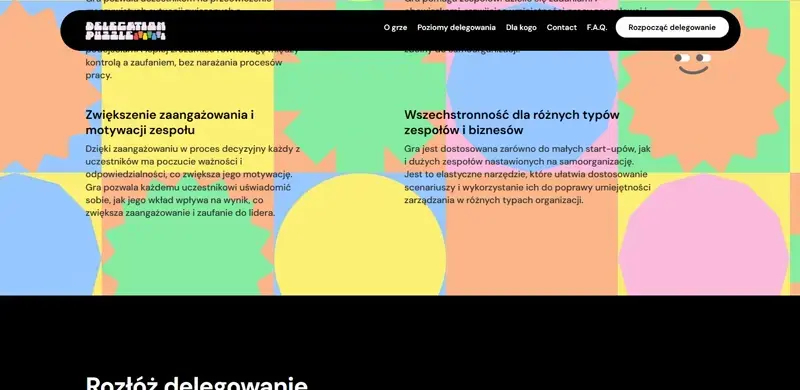 DELEGATION
PUZZLE
O grze
Poziomy delegowania
Dla kogo
Contact
F.A.Q.
Rozpocząć delegowanie
kontrolą a zaufaniem, bez narażania procesów
pracy.
Zwiększenie zaangażowania i
motywacji zespołu
Dzięki zaangażowaniu w proces decyzyjny każdy z
uczestników ma poczucie ważności i
odpowiedzialności, co zwiększa jego motywację.
Gra pozwala każdemu uczestnikowi uświadomić
sobie, jak jego wkład wpływa na wynik, co
zwiększa zaangażowanie i zaufanie do lidera.
Wszechstronność dla różnych typów
zespołów i biznesów
Gra jest dostosowana zarówno do małych start-upów, jak
i dużych zespołów nastawionych na samoorganizację.
Jest to elastyczne narzędzie, które ułatwia dostosowanie
scenariuszy i wykorzystanie ich do poprawy umiejętności
zarządzania w różnych typach organizacji.
Rozłóż delegowanie